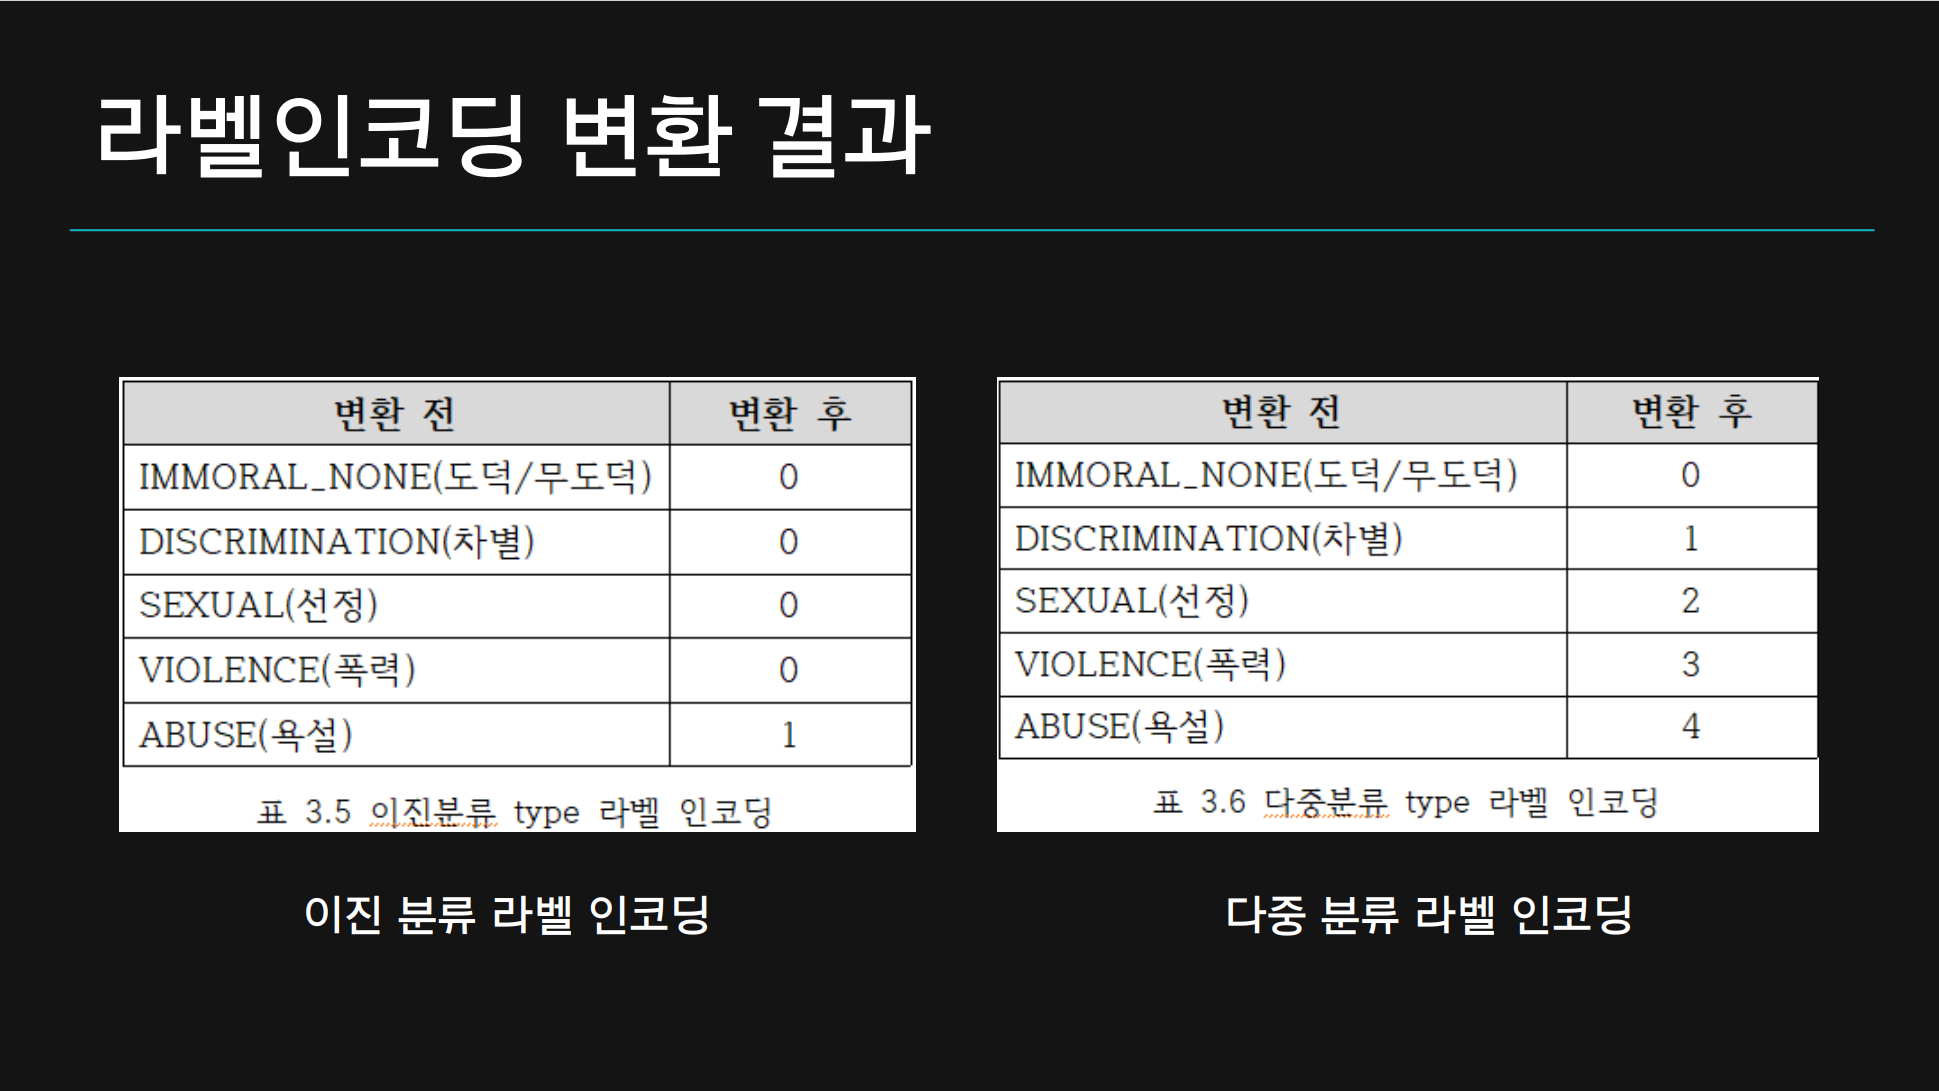 라벨인코딩 변환 결과
변환 전 변환 후
IMMORAL_NONE(도덕/무도덕) 0
DISCRIMINATION(차별) 0
SEXUAL(선정) 0
VIOLENCE(폭력) 0
ABUSE(욕설) 1
표 3.5 이진분류 type 라벨 인코딩
이진 분류 라벨 인코딩
변환 전 변환 후
IMMORAL_NONE(도덕/무도덕) 0
DISCRIMINATION(차별) 1
SEXUAL(선정) 2
VIOLENCE(폭력) 3
ABUSE(욕설) 4
표 3.6 다중분류 type 라벨 인코딩
다중 분류 라벨 인코딩